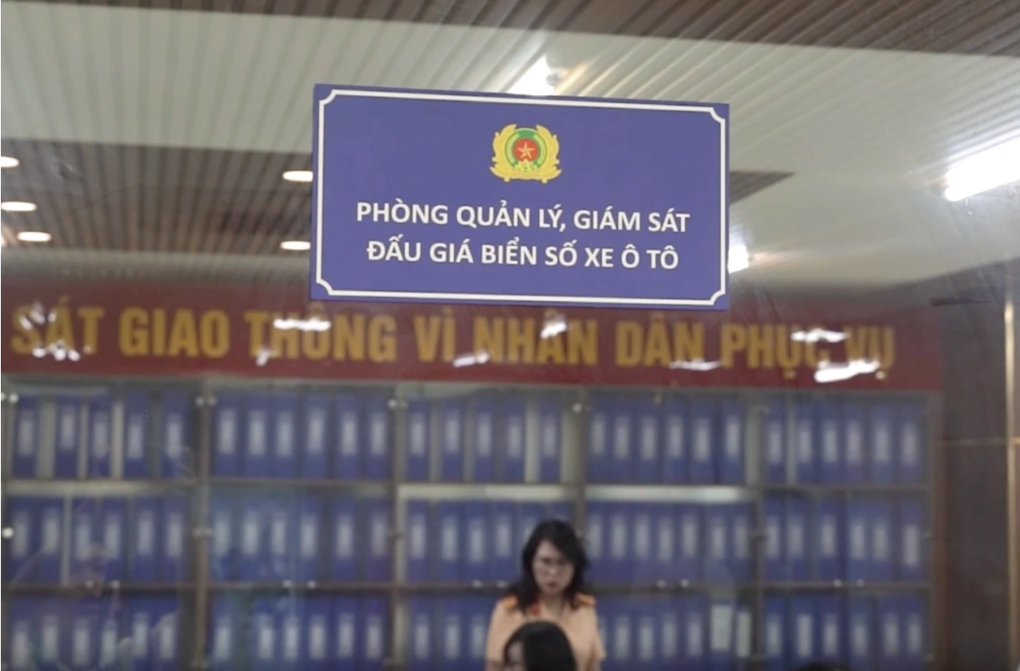 PHÒNG QUẢN LÝ, GIÁM SÁT
ĐẤU GIÁ BIỂN SỐ XE Ô TÔ
SÁT GIAO THÔNG VÌ NHÂN DÂN PHỤC VỤ